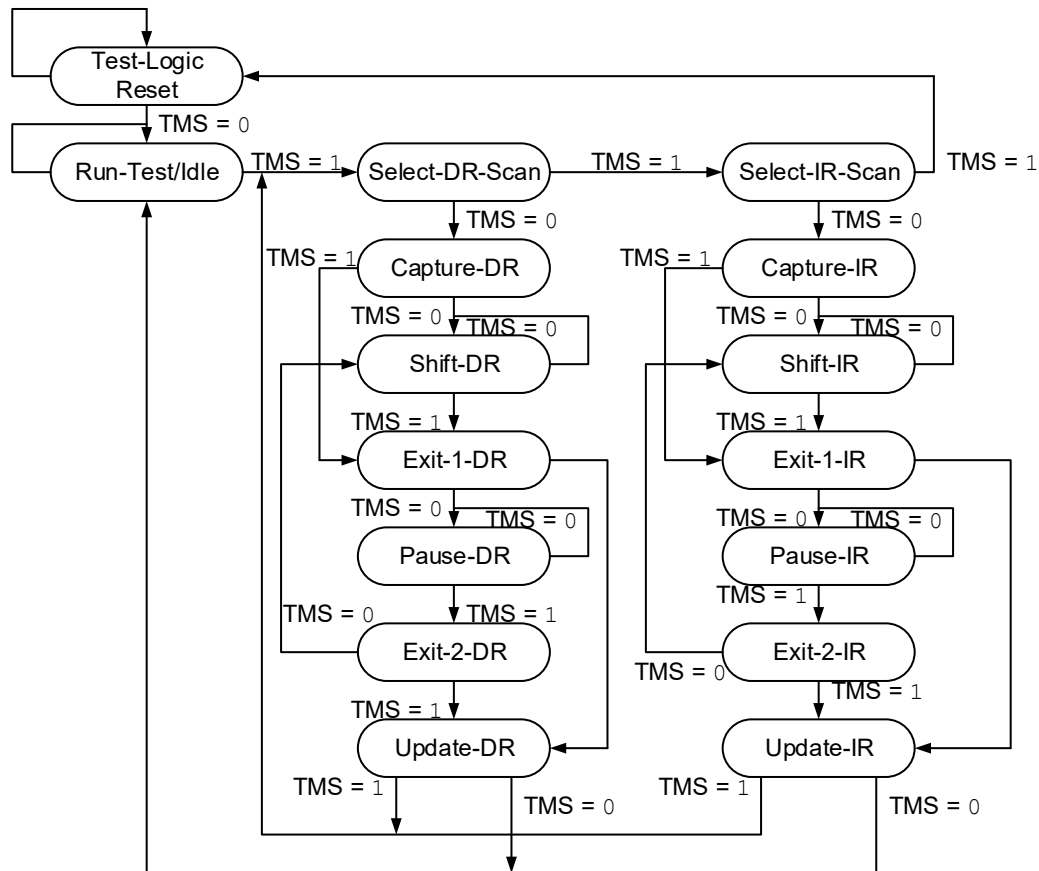 Test-Logic
Reset
TMS = 0
Run-Test/Idle
TMS = 1
Select-DR-Scan
TMS = 1
Select-IR-Scan
TMS = 1
TMS = 0
TMS = 0
TMS = 1
Capture-DR
TMS = 1
Capture-IR
TMS = 0
TMS = 0
TMS = 0
TMS = 0
Shift-DR
Shift-IR
TMS = 1
TMS = 1
Exit-1-DR
Exit-1-IR
TMS = 0
TMS = 0
TMS = 0
TMS = 0
Pause-DR
Pause-IR
TMS = 0
TMS = 1
TMS = 1
Exit-2-DR
Exit-2-IR
TMS = 0
TMS = 1
TMS = 1
Update-DR
Update-IR
TMS = 1
TMS = 0
TMS = 1
TMS = 0